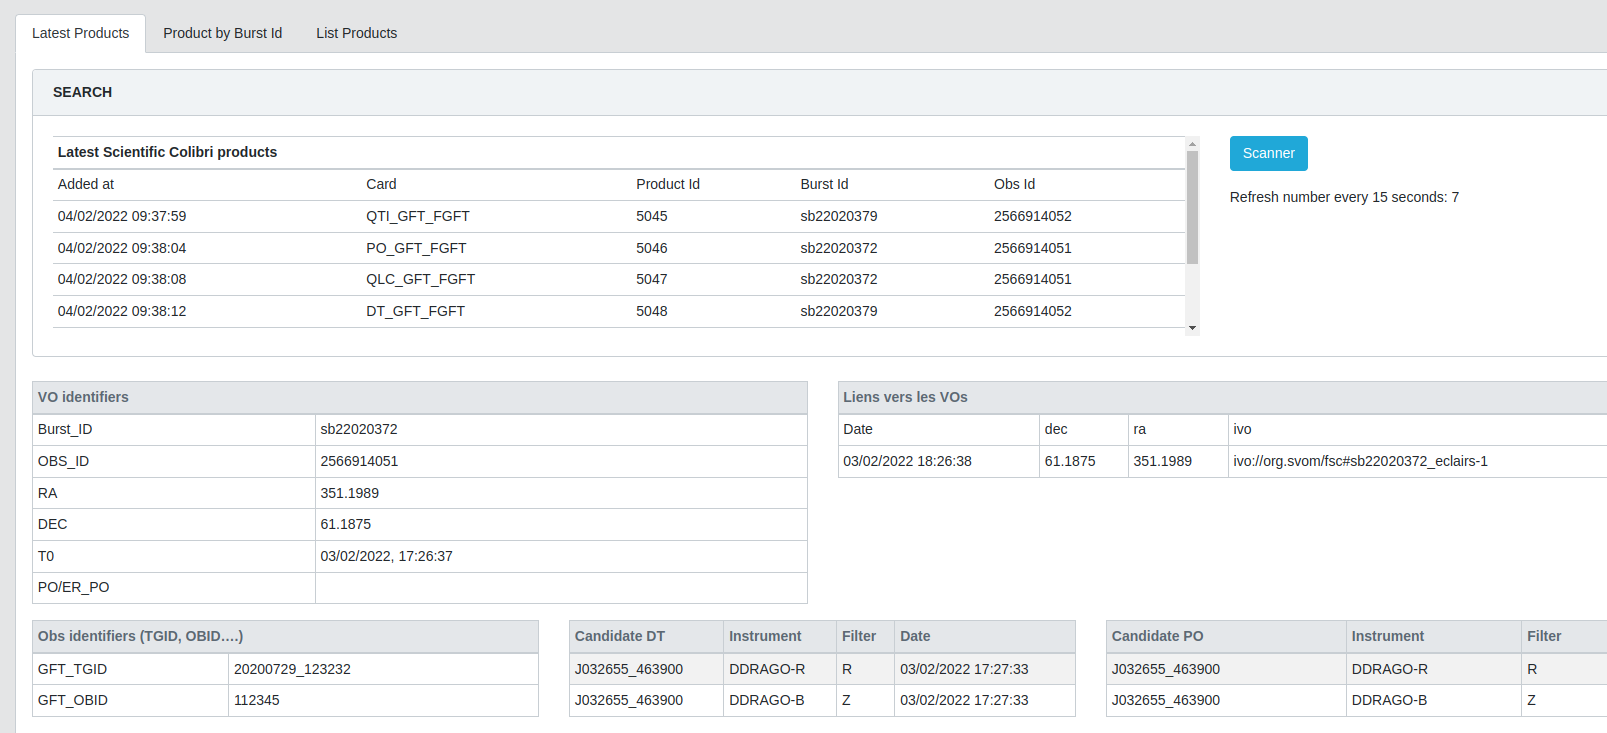 Latest Products Product by Burst Id List Products
SEARCH
Latest Scientific Colibri products
Added at Card Product Id Burst Id Obs Id
04/02/2022 09:37:59 QTI_GFT_FGFT 5045 sb22020379 2566914052
04/02/2022 09:38:04 PO_GFT_FGFT 5046 sb22020372 2566914051
04/02/2022 09:38:08 QLC_GFT_FGFT 5047 sb22020372 2566914051
04/02/2022 09:38:12 DT_GFT_FGFT 5048 sb22020379 2566914052
Scanner
Refresh number every 15 seconds: 7
VO identifiers
Burst_ID sb22020372
OBS_ID 2566914051
RA 351.1989
DEC 61.1875
T0 03/02/2022, 17:26:37
PO/ER_PO
Liens vers les VOs
Date dec ra ivo
03/02/2022 18:26:38 61.1875 351.1989 ivo://org.svom/fsc#sb22020372_eclairs-1
Obs identifiers (TGID, OBID....)
GFT_TGID 20200729_123232
GFT_OBID 112345
Candidate DT Instrument Filter Date
J032655_463900 DDRAGO-R R 03/02/2022 17:27:33
J032655_463900 DDRAGO-B Z 03/02/2022 17:27:33
Candidate PO Instrument Filter
J032655_463900 DDRAGO-R R
J032655_463900 DDRAGO-B Z